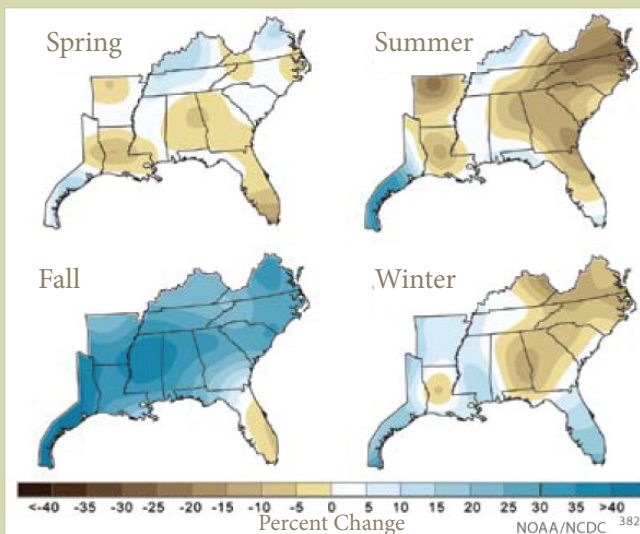 Spring
Summer
Fall
Winter
<-40 -35 -30 -25 -20 -15 -10 -5 0 5 10 15 20 25 30 35 >40
Percent Change
NOAA/NCDC 382